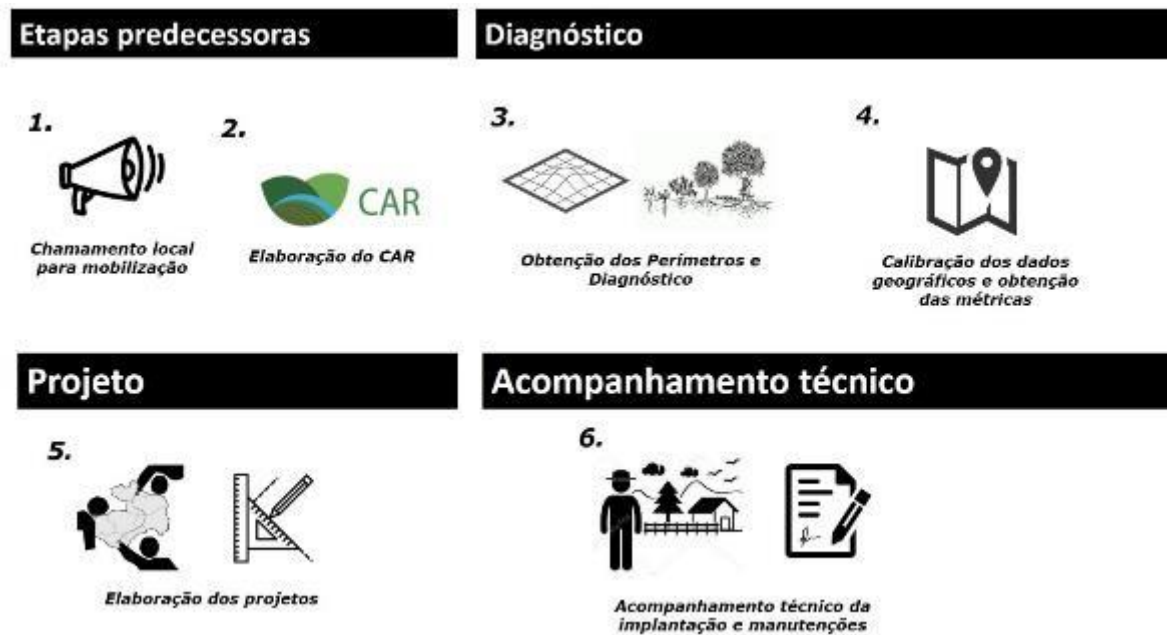 Etapas predecessoras
Diagnóstico
1.
2.
3.
4.
CAR
Chamamento local
para mobilização
Elaboração do CAR
Obtenção dos Perímetros e
Diagnóstico
Calibração dos dados
geográficos e obtenção
das métricas
Projeto
Acompanhamento técnico
5.
6.
Elaboração dos projetos
Acompanhamento técnico da
implantação e manutenções